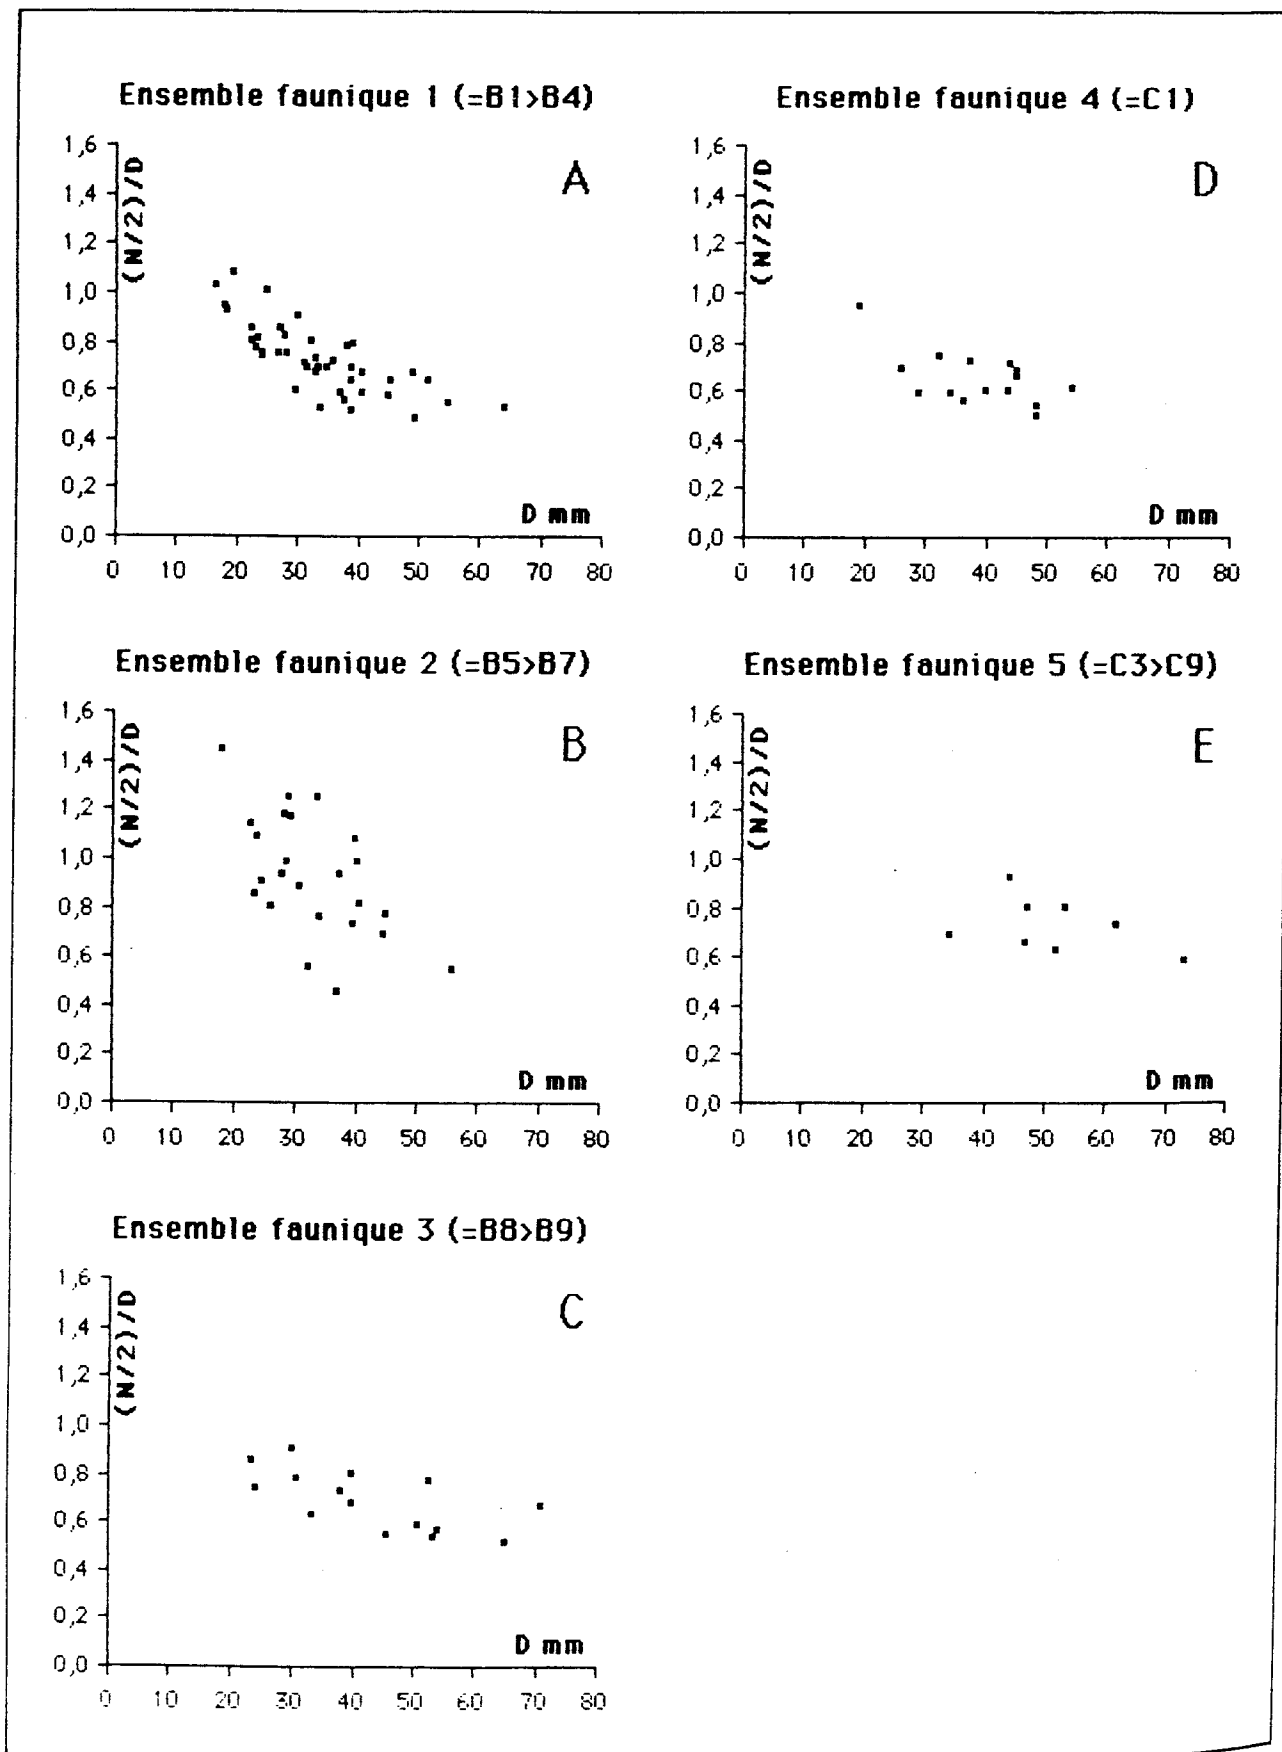 Ensemble faunique 1 (=B1>B4)
1,6
1,4
1,2
1,0
0,8
0,6
0,4
0,2
0,0
(N/2)/D
A
D mm
0 10 20 30 40 50 60 70 80
Ensemble faunique 4 (=C1)
1,6
1,4
1,2
1,0
0,8
0,6
0,4
0,2
0,0
(N/2)/D
D
D mm
0 10 20 30 40 50 60 70 80
Ensemble faunique 2 (=B5>B7)
1,6
1,4
1,2
1,0
0,8
0,6
0,4
0,2
0,0
(N/2)/D
B
D mm
0 10 20 30 40 50 60 70 80
Ensemble faunique 5 (=C3>C9)
1,6
1,4
1,2
1,0
0,8
0,6
0,4
0,2
0,0
(N/2)/D
E
D mm
0 10 20 30 40 50 60 70 80
Ensemble faunique 3 (=B8>B9)
1,6
1,4
1,2
1,0
0,8
0,6
0,4
0,2
0,0
(N/2)/D
C
D mm
0 10 20 30 40 50 60 70 80